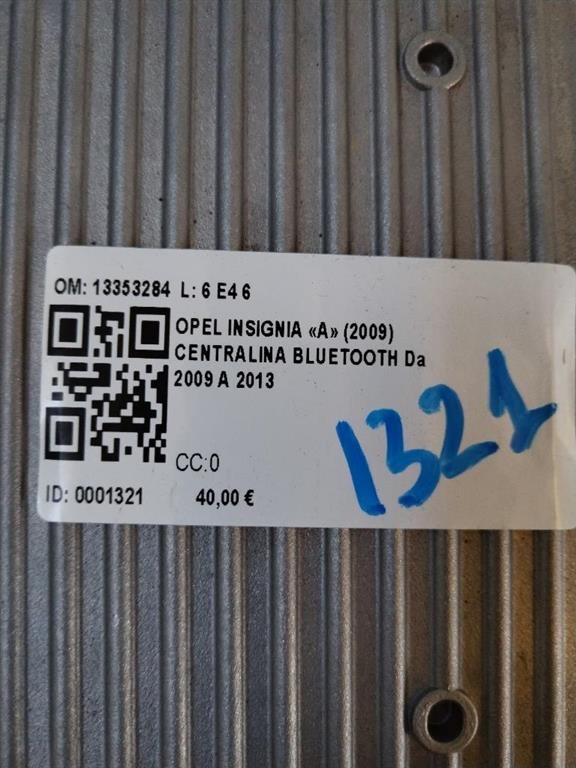 OM: 13353284 L: 6 E4 6
OPEL INSIGNIA «A» (2009)
CENTRALINA BLUETOOTH Da
2009 A 2013
CC:0
ID: 0001321 40,00 €
1321